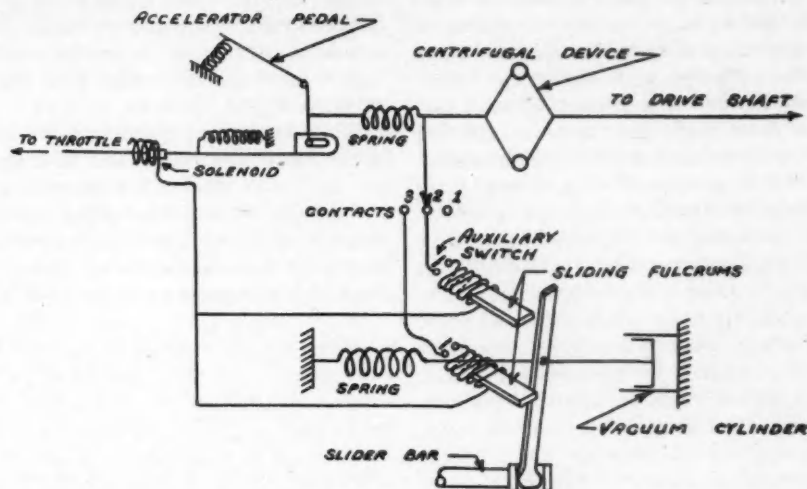 ACCELERATOR PEDAL
CENTRIFUGAL DEVICE
TO DRIVE SHAFT
SPRING
TO THROTTLE
SOLENOID
CONTACTS 3 2 1
AUXILIARY
SWITCH
SLIDING FULCRUMS
SPRING
VACUUM CYLINDER
SLIDER BAR